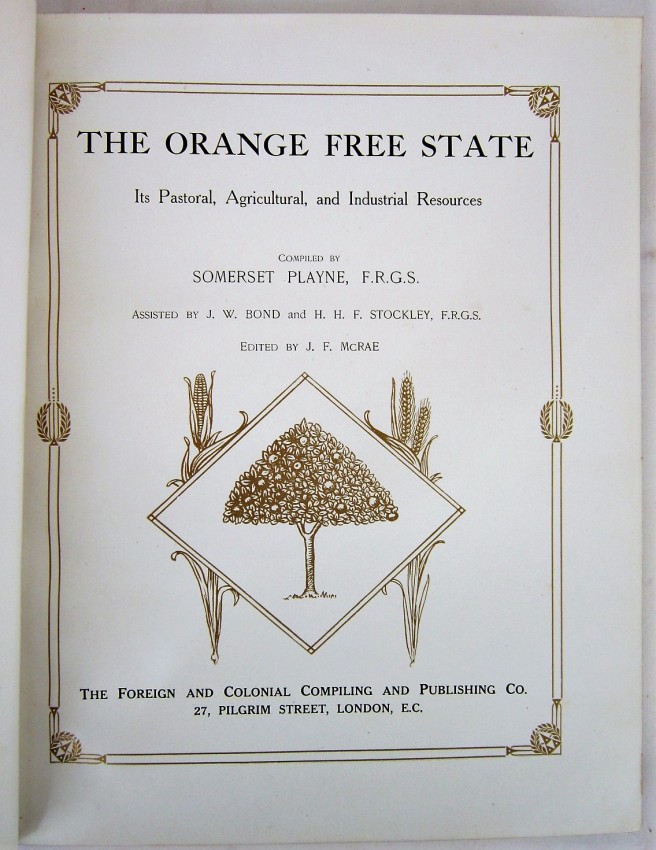 THE ORANGE FREE STATE
Its Pastoral, Agricultural, and Industrial Resources
COMPILED BY
SOMERSET PLAYNE, F.R.G.S.
ASSISTED BY J. W. BOND and H. H. F. STOCKLEY, F.R.G.S.
EDITED BY J. F. McRAE
THE FOREIGN AND COLONIAL COMPILING AND PUBLISHING CO.
27, PILGRIM STREET, LONDON, E.C.